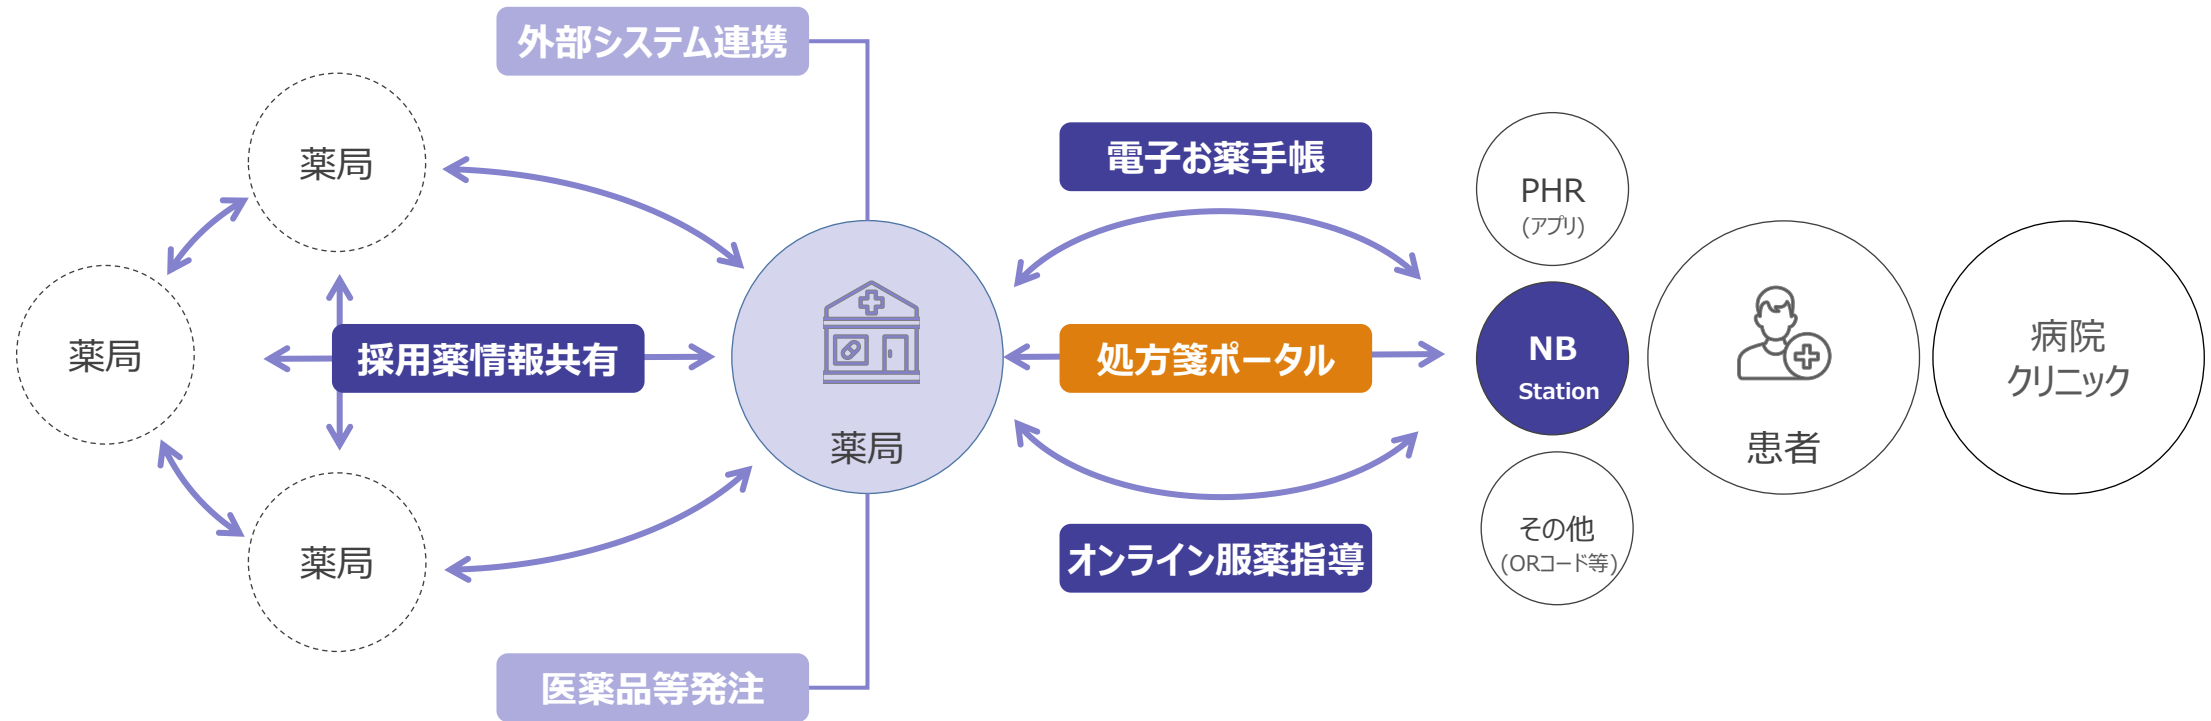 外部システム連携
薬局
薬局
薬局
採用薬情報共有
薬局
医薬品等発注
電子お薬手帳
処方箋ポータル
オンライン服薬指導
PHR
(アプリ)
NB
Station
その他
(ORコード等)
患者
病院
クリニック